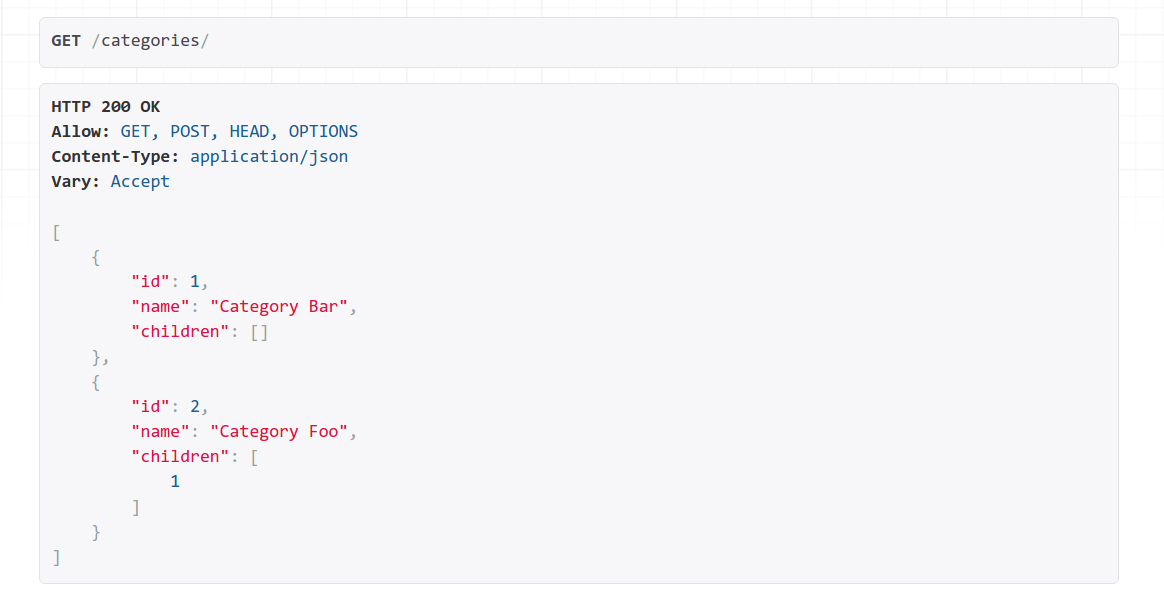 GET /categories/
HTTP 200 OK
Allow: GET, POST, HEAD, OPTIONS
Content-Type: application/json
Vary: Accept
[
    {
        "id": 1,
        "name": "Category Bar",
        "children": []
    },
    {
        "id": 2,
        "name": "Category Foo",
        "children": [
            1
        ]
    }
]